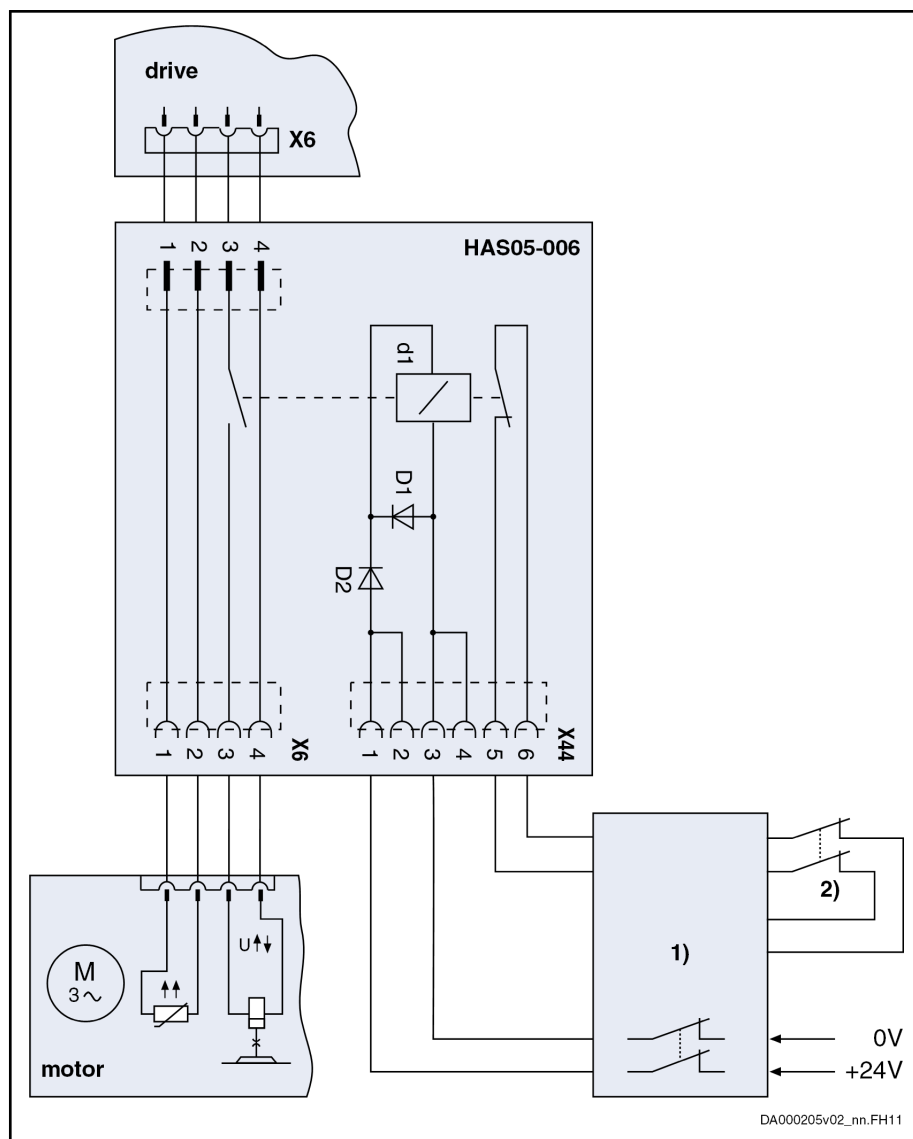 drive
X6
1 2 3 4
HAS05-006
d1
D1
D2
1 2 3 4
X6
1 2 3 4 5 6
X44
2)
1)
U
M
3~
motor
0V
+24V
DA000205v02_nn.FH11